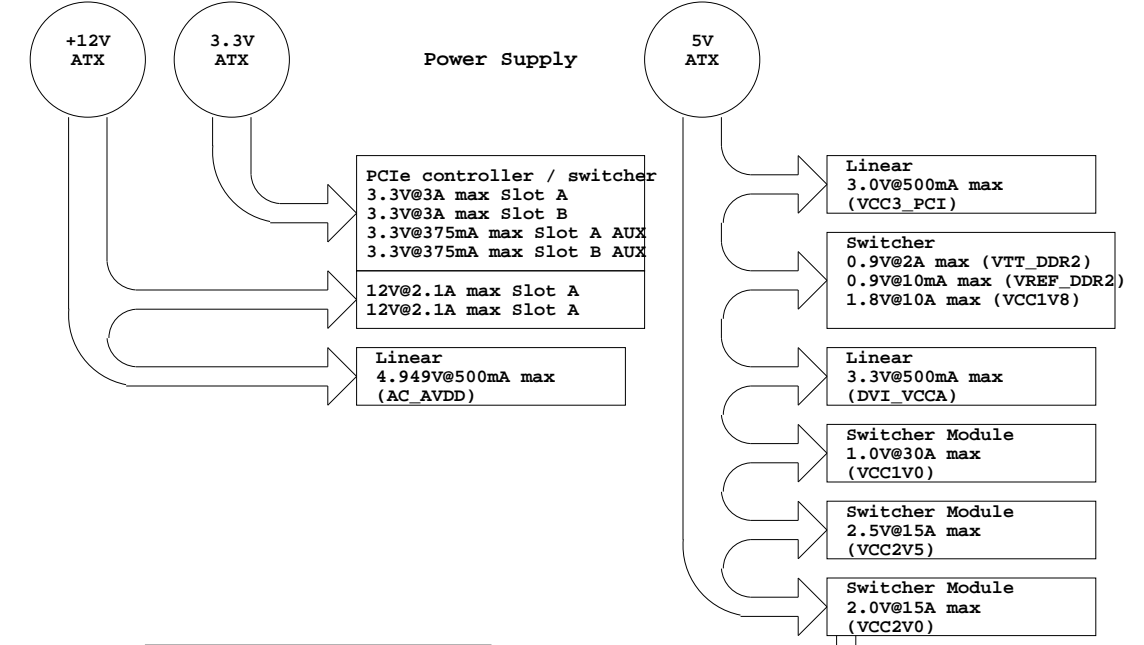 +12V
ATX
3.3V
ATX
Power Supply
5V
ATX
PCIe controller / switcher
3.3V@3A max Slot A
3.3V@3A max Slot B
3.3V@375mA max Slot A AUX
3.3V@375mA max Slot B AUX
12V@2.1A max Slot A
12V@2.1A max Slot A
Linear
4.949V@500mA max
(AC_AVDD)
Linear
3.0V@500mA max
(VCC3_PCI)
Switcher
0.9V@2A max (VTT_DDR2)
0.9V@10mA max (VREF_DDR2)
1.8V@10A max (VCC1V8)
Linear
3.3V@500mA max
(DVI_VCCA)
Switcher Module
1.0V@30A max
(VCC1V0)
Switcher Module
2.5V@15A max
(VCC2V5)
Switcher Module
2.0V@15A max
(VCC2V0)